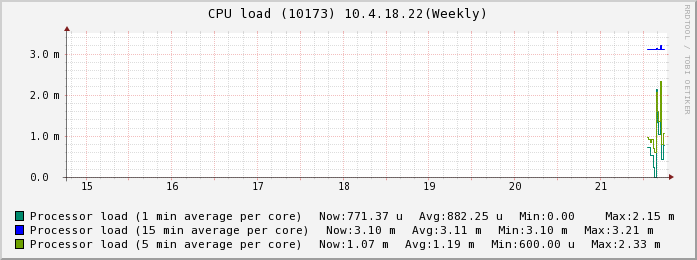 CPU load (10173) 10.4.18.22(Weekly)
RRDTOOL / TOBI OETIKER
3.0 m
2.0 m
1.0 m
0.0
15 16 17 18 19 20 21
Processor load (1 min average per core) Now:771.37 u Avg:882.25 u Min:0.00 Max:2.15 m
Processor load (15 min average per core) Now:3.10 m Avg:3.11 m Min:3.10 m Max:3.21 m
Processor load (5 min average per core) Now:1.07 m Avg:1.19 m Min:600.00 u Max:2.33 m